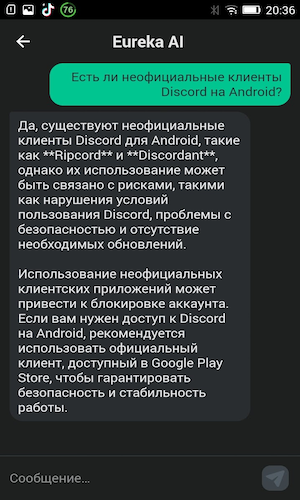 76
20:36
Eureka AI
Есть ли неофициальные клиенты
Discord на Android?
Да, существуют неофициальные
клиенты Discord для Android, такие
как **Ripcord** и **Discordant**,
однако их использование может
быть связано с рисками, такими
как нарушения условий
пользования Discord, проблемы с
безопасностью и отсутствие
необходимых обновлений.
Использование неофициальных
клиентских приложений может
привести к блокировке аккаунта.
Если вам нужен доступ к Discord
на Android, рекомендуется
использовать официальный
клиент, доступный в Google Play
Store, чтобы гарантировать
безопасность и стабильность
работы.
Сообщение...